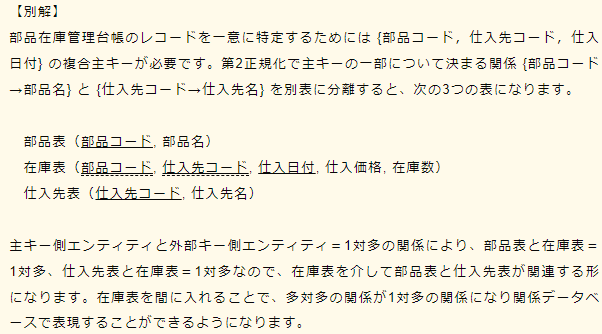 【別解】
部品在庫管理台帳のレコードを一意に特定するためには {部品コード，仕入先コード，仕入
日付} の複合主キーが必要です。第2正規化で主キーの一部について決まる関係 {部品コード
→部品名} と {仕入先コード→仕入先名} を別表に分離すると、次の3つの表になります。
部品表（部品コード, 部品名）
在庫表（部品コード, 仕入先コード, 仕入日付, 仕入価格, 在庫数）
仕入先表（仕入先コード, 仕入先名）
主キー側エンティティと外部キー側エンティティ＝1対多の関係により、部品表と在庫表＝
1対多、仕入先表と在庫表＝1対多なので、在庫表を介して部品表と仕入先表が関連する形
になります。在庫表を間に入れることで、多対多の関係が1対多の関係になり関係データベ
ースで表現することができるようになります。